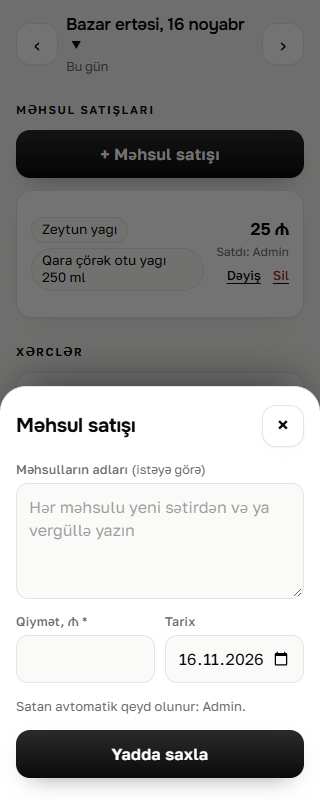 ‹
Bazar ertəsi, 16 noyabr
▼
Bu gün
›
MƏHSUL SATIŞLARI
+ Məhsul satışı
Zeytun yagı
25 ₼
Qara çörək otu yagı
250 ml
Satdı: Admin
Dəyiş Sil
XƏRCLƏR
Məhsul satışı
×
Məhsulların adları (istəyə görə)
Hər məhsulu yeni sətirdən və ya
vergüllə yazın
Qiymət, ₼ *
Tarix
16.11.2026
Satan avtomatik qeyd olunur: Admin.
Yadda saxla